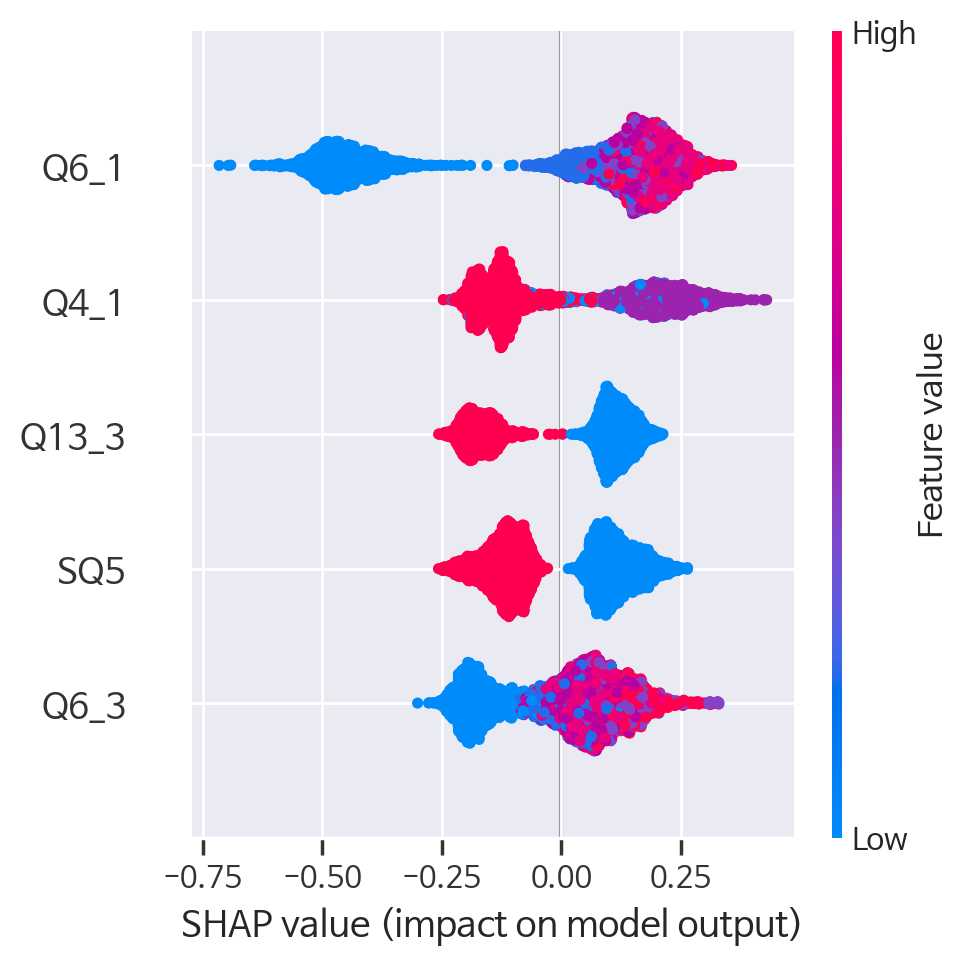 High
Q6_1
Q4_1
Q13_3
SQ5
Q6_3
Feature value
Low
−0.75 −0.50 −0.25 0.00 0.25
SHAP value (impact on model output)